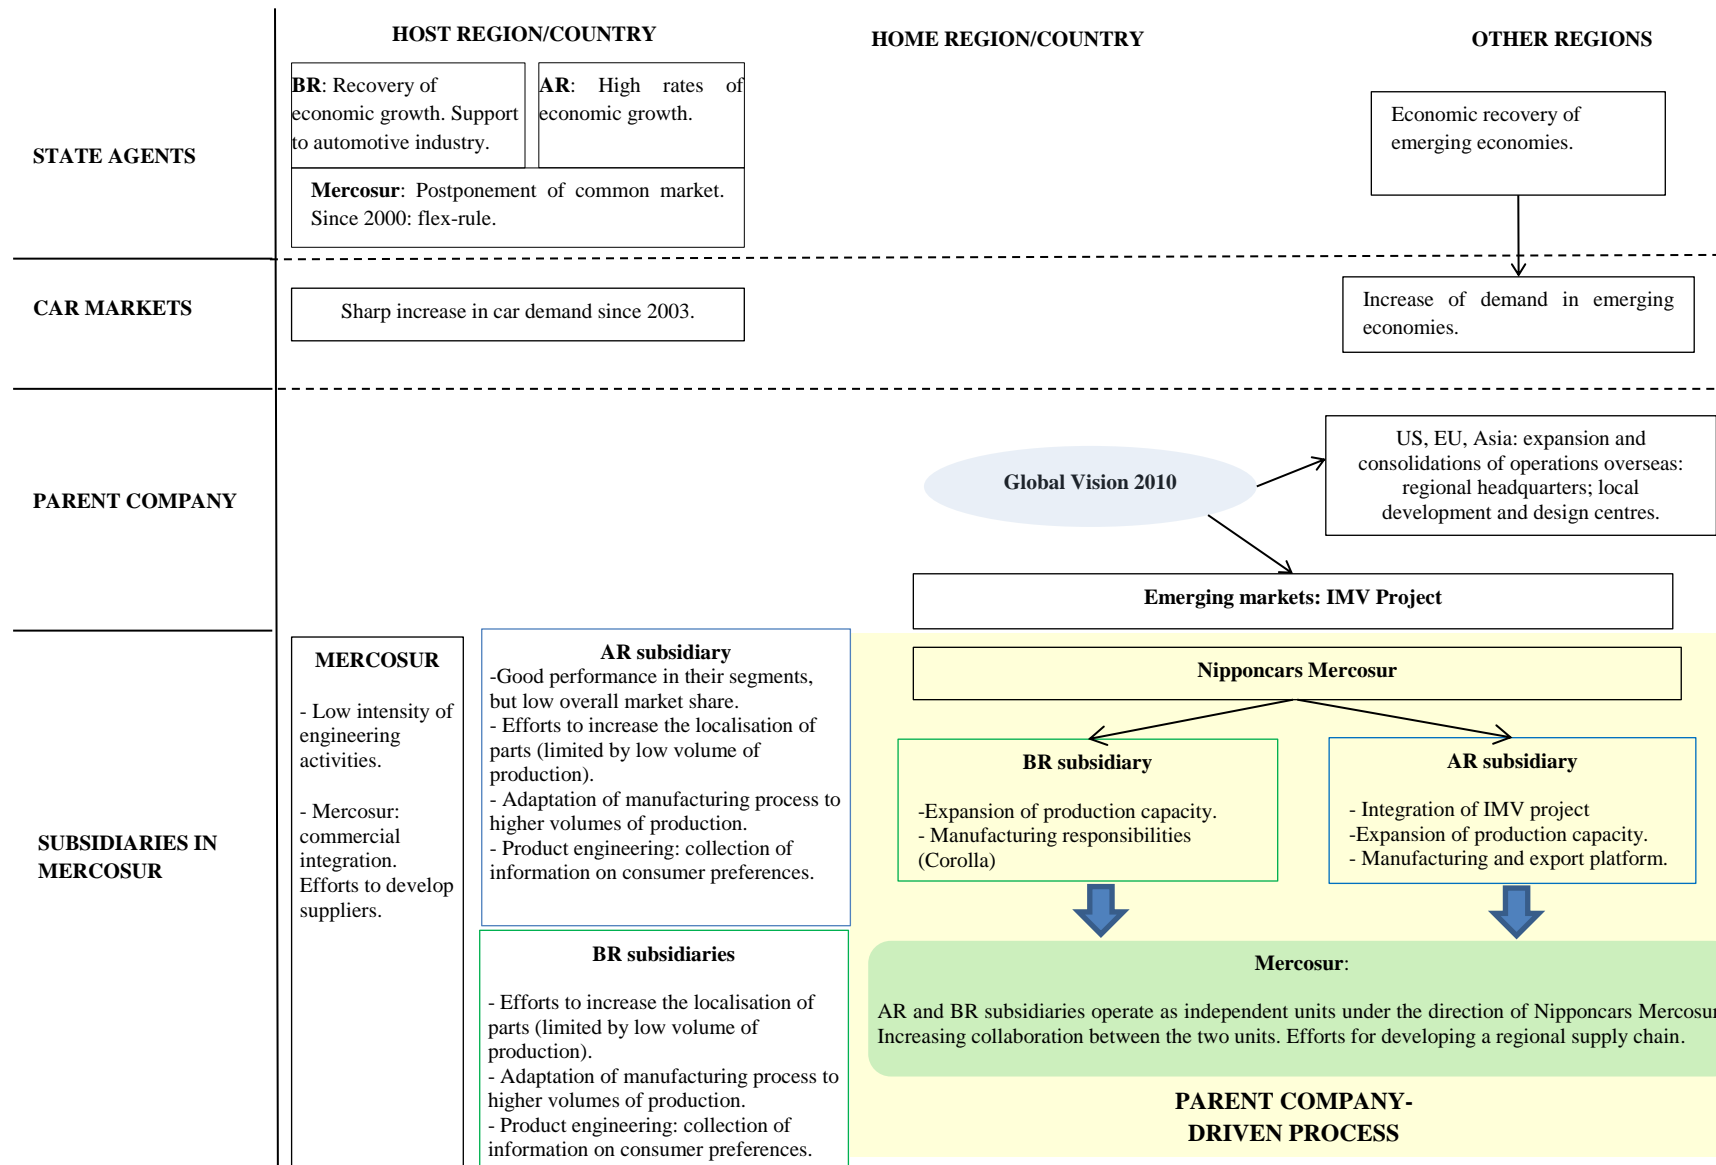 HOST REGION/COUNTRY
HOME REGION/COUNTRY
OTHER REGIONS
STATE AGENTS
BR: Recovery of
economic growth. Support
to automotive industry.
AR: High rates of
economic growth.
Mercosur: Postponement of common market.
Since 2000: flex-rule.
Economic recovery of
emerging economies.
CAR MARKETS
Sharp increase in car demand since 2003.
Increase of demand in emerging
economies.
PARENT COMPANY
Global Vision 2010
US, EU, Asia: expansion and
consolidations of operations overseas:
regional headquarters; local
development and design centres.
Emerging markets: IMV Project
SUBSIDIARIES IN
MERCOSUR
MERCOSUR
- Low intensity of
engineering
activities.
- Mercosur:
commercial
integration.
Efforts to develop
suppliers.
AR subsidiary
-Good performance in their segments,
but low overall market share.
- Efforts to increase the localisation of
parts (limited by low volume of
production).
- Adaptation of manufacturing process to
higher volumes of production.
- Product engineering: collection of
information on consumer preferences.
BR subsidiaries
- Efforts to increase the localisation of
parts (limited by low volume of
production).
- Adaptation of manufacturing process to
higher volumes of production.
- Product engineering: collection of
information on consumer preferences.
Nipponcars Mercosur
BR subsidiary
-Expansion of production capacity.
- Manufacturing responsibilities
(Corolla)
AR subsidiary
- Integration of IMV project
-Expansion of production capacity.
- Manufacturing and export platform.
Mercosur:
AR and BR subsidiaries operate as independent units under the direction of Nipponcars Mercosur
Increasing collaboration between the two units. Efforts for developing a regional supply chain.
PARENT COMPANY-
DRIVEN PROCESS